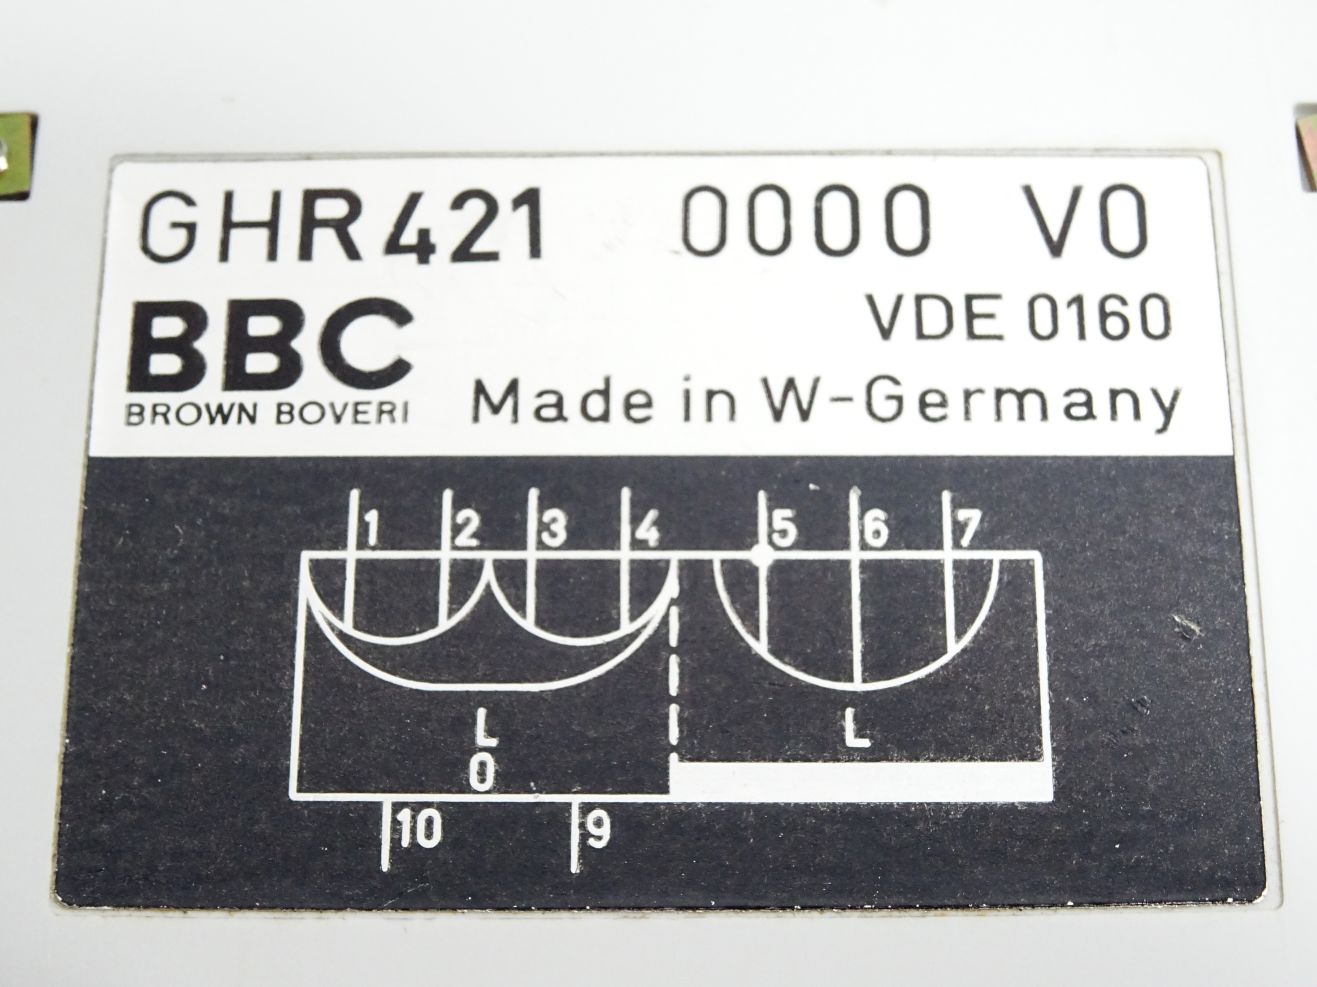 GHR421 0000 V0
BBC VDE 0160
BROWN BOVERI Made in W-Germany
1 2 3 4 5 6 7
L L
0
10 9